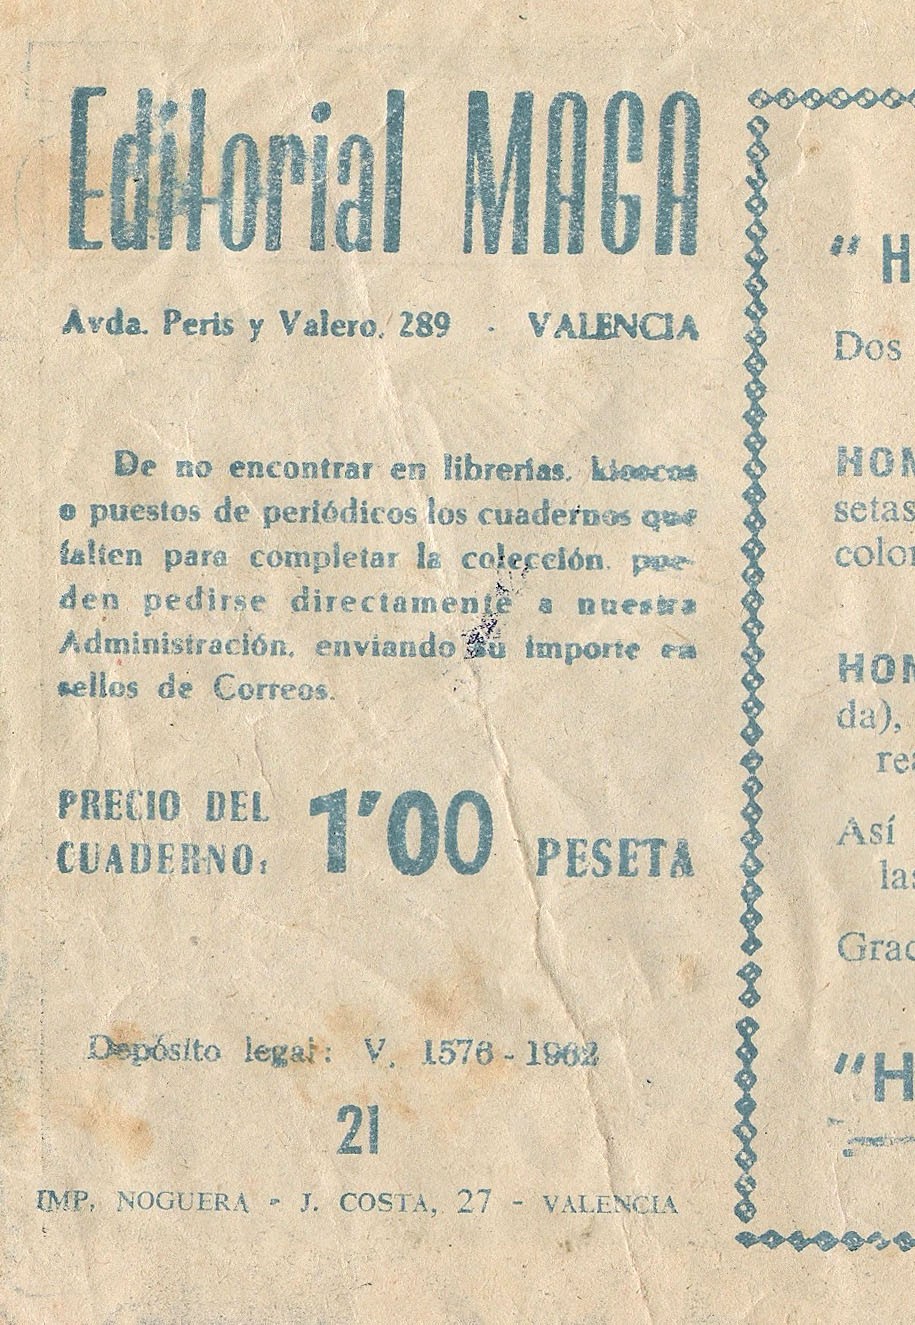 Editorial MAGA
Avda. Peris y Valero, 289 - VALENCIA
De no encontrar en librerías, kioscos
o puestos de periódicos los cuadernos que
falten para completar la colección, pue-
den pedirse directamente a nuestra
Administración, enviando su importe en
sellos de Correos.
PRECIO DEL
CUADERNO: 1'00 PESETA
Depósito legal: V. 1576 - 1962
21
IMP. NOGUERA - J. COSTA, 27 - VALENCIA
"H
Dos
HOM
setas
color
HOM
da),
rea
Así
las
Grac
"H